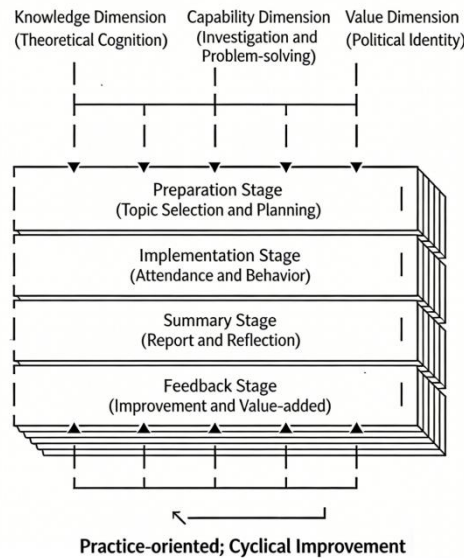 Knowledge Dimension
(Theoretical Cognition)
Capability Dimension
(Investigation and
Problem-solving)
Value Dimension
(Political Identity)
Preparation Stage
(Topic Selection and Planning)
Implementation Stage
(Attendance and Behavior)
Summary Stage
(Report and Reflection)
Feedback Stage
(Improvement and Value-added)
Practice-oriented; Cyclical Improvement